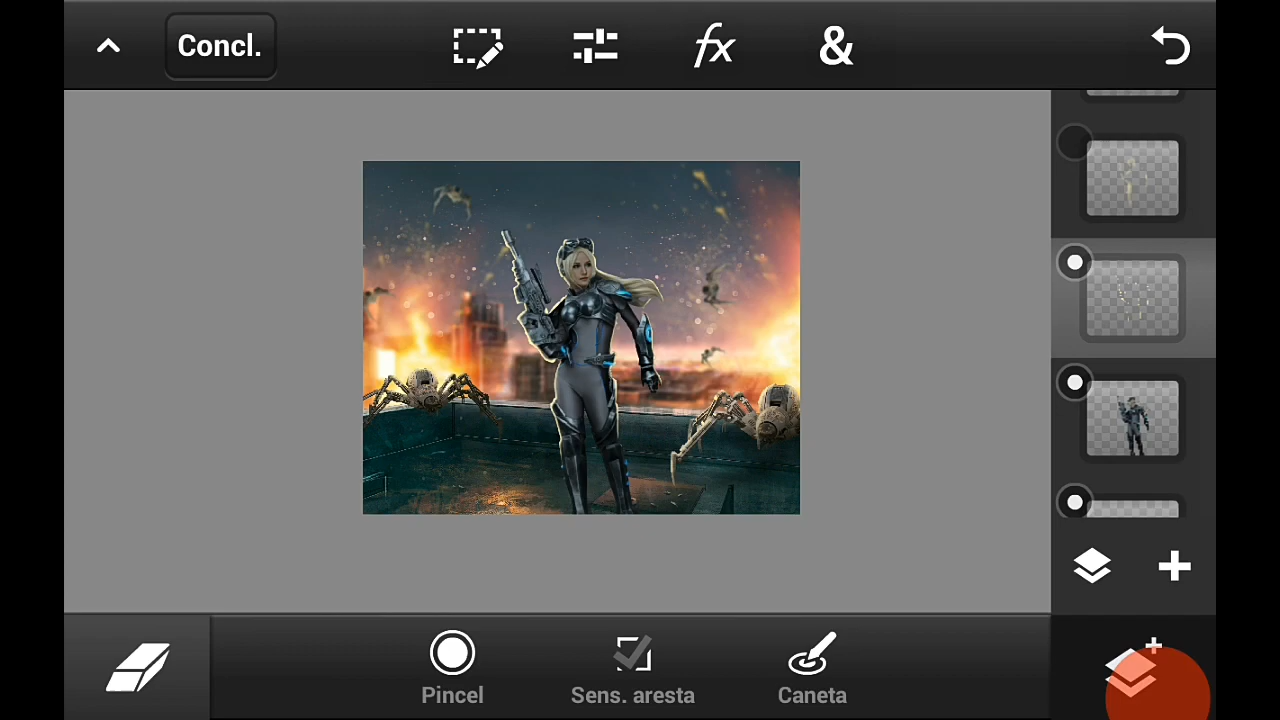 Concl.
fx
&
Pincel
Sens. aresta
Caneta